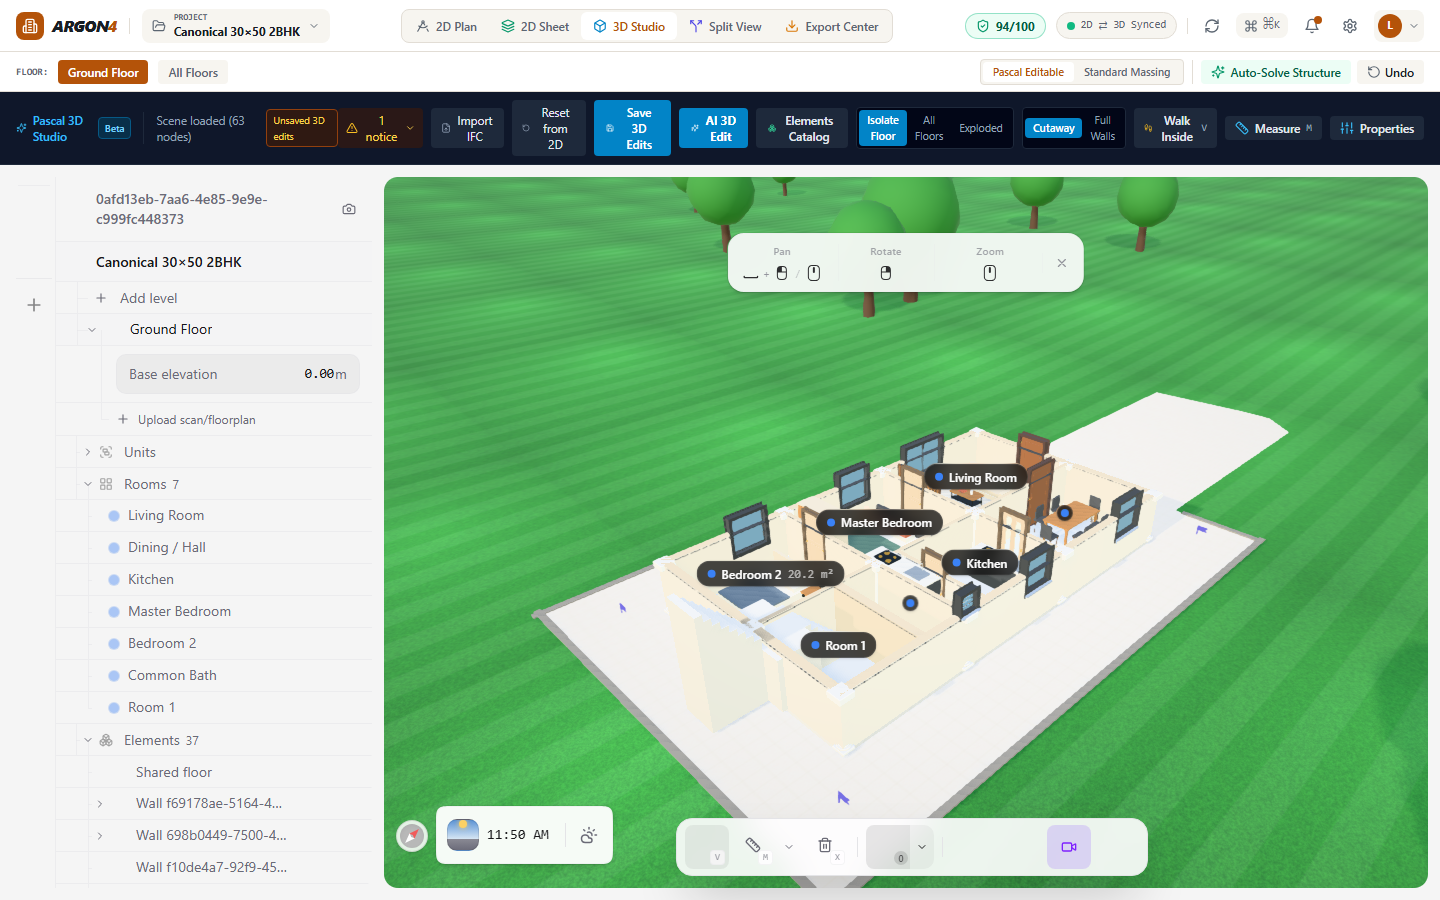 ARGON4
PROJECT
Canonical 30×50 2BHK
2D Plan
2D Sheet
3D Studio
Split View
Export Center
94/100
2D ⇄ 3D Synced
⌘ ⌘K
L
FLOOR:
Ground Floor
All Floors
Pascal Editable
Standard Massing
Auto-Solve Structure
Undo
Pascal 3D
Studio
Beta
Scene loaded (63
nodes)
Unsaved 3D
edits
1
notice
Import
IFC
Reset
from
2D
Save
3D
Edits
AI 3D
Edit
Elements
Catalog
Isolate
Floor
All
Floors
Exploded
Cutaway
Full
Walls
Walk
Inside
V
Measure M
Properties
0afd13eb-7aa6-4e85-9e9e-
c999fc448373
Canonical 30×50 2BHK
Add level
Ground Floor
Base elevation 0.00m
Upload scan/floorplan
Units
Rooms 7
Living Room
Dining / Hall
Kitchen
Master Bedroom
Bedroom 2
Common Bath
Room 1
Elements 37
Shared floor
Wall f69178ae-5164-4...
Wall 698b0449-7500-4...
Wall f10de4a7-92f9-45...
Pan
Rotate
Zoom
+ /
Living Room
Master Bedroom
Kitchen
Bedroom 2 20.2 m²
Room 1
11:50 AM
V
M
X
0